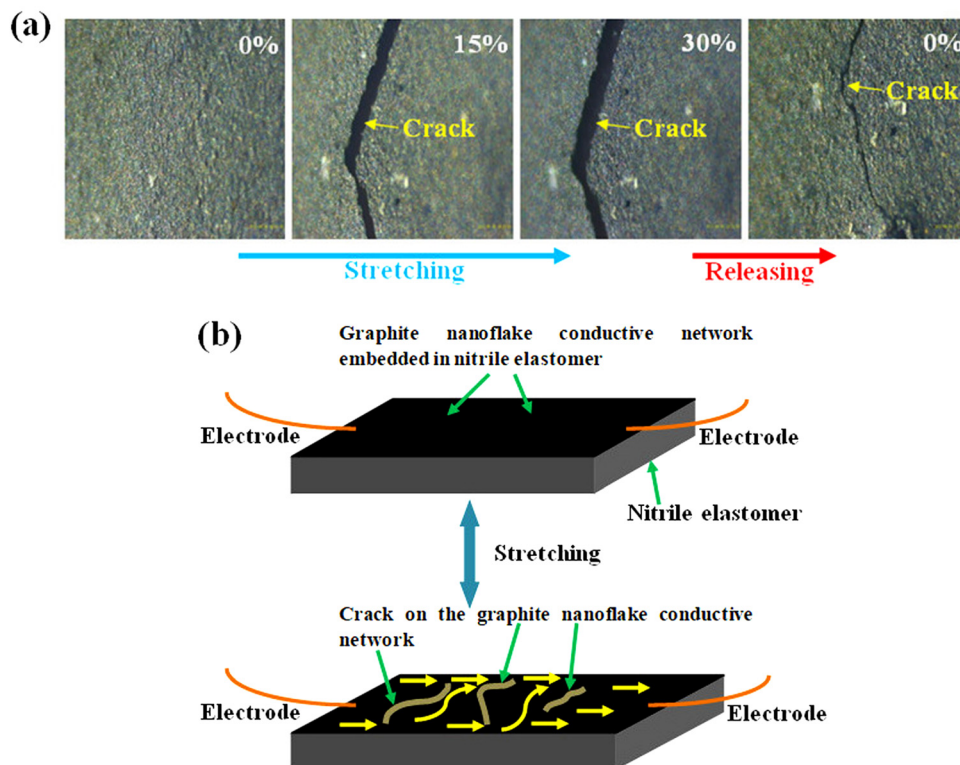 (a)
0%
15%
30%
0%
Crack
Crack
Crack
Stretching
Releasing
(b)
Graphite nanoflake conductive network
embedded in nitrile elastomer
Electrode
Electrode
Nitrile elastomer
Stretching
Crack on the graphite nanoflake conductive
network
Electrode
Electrode